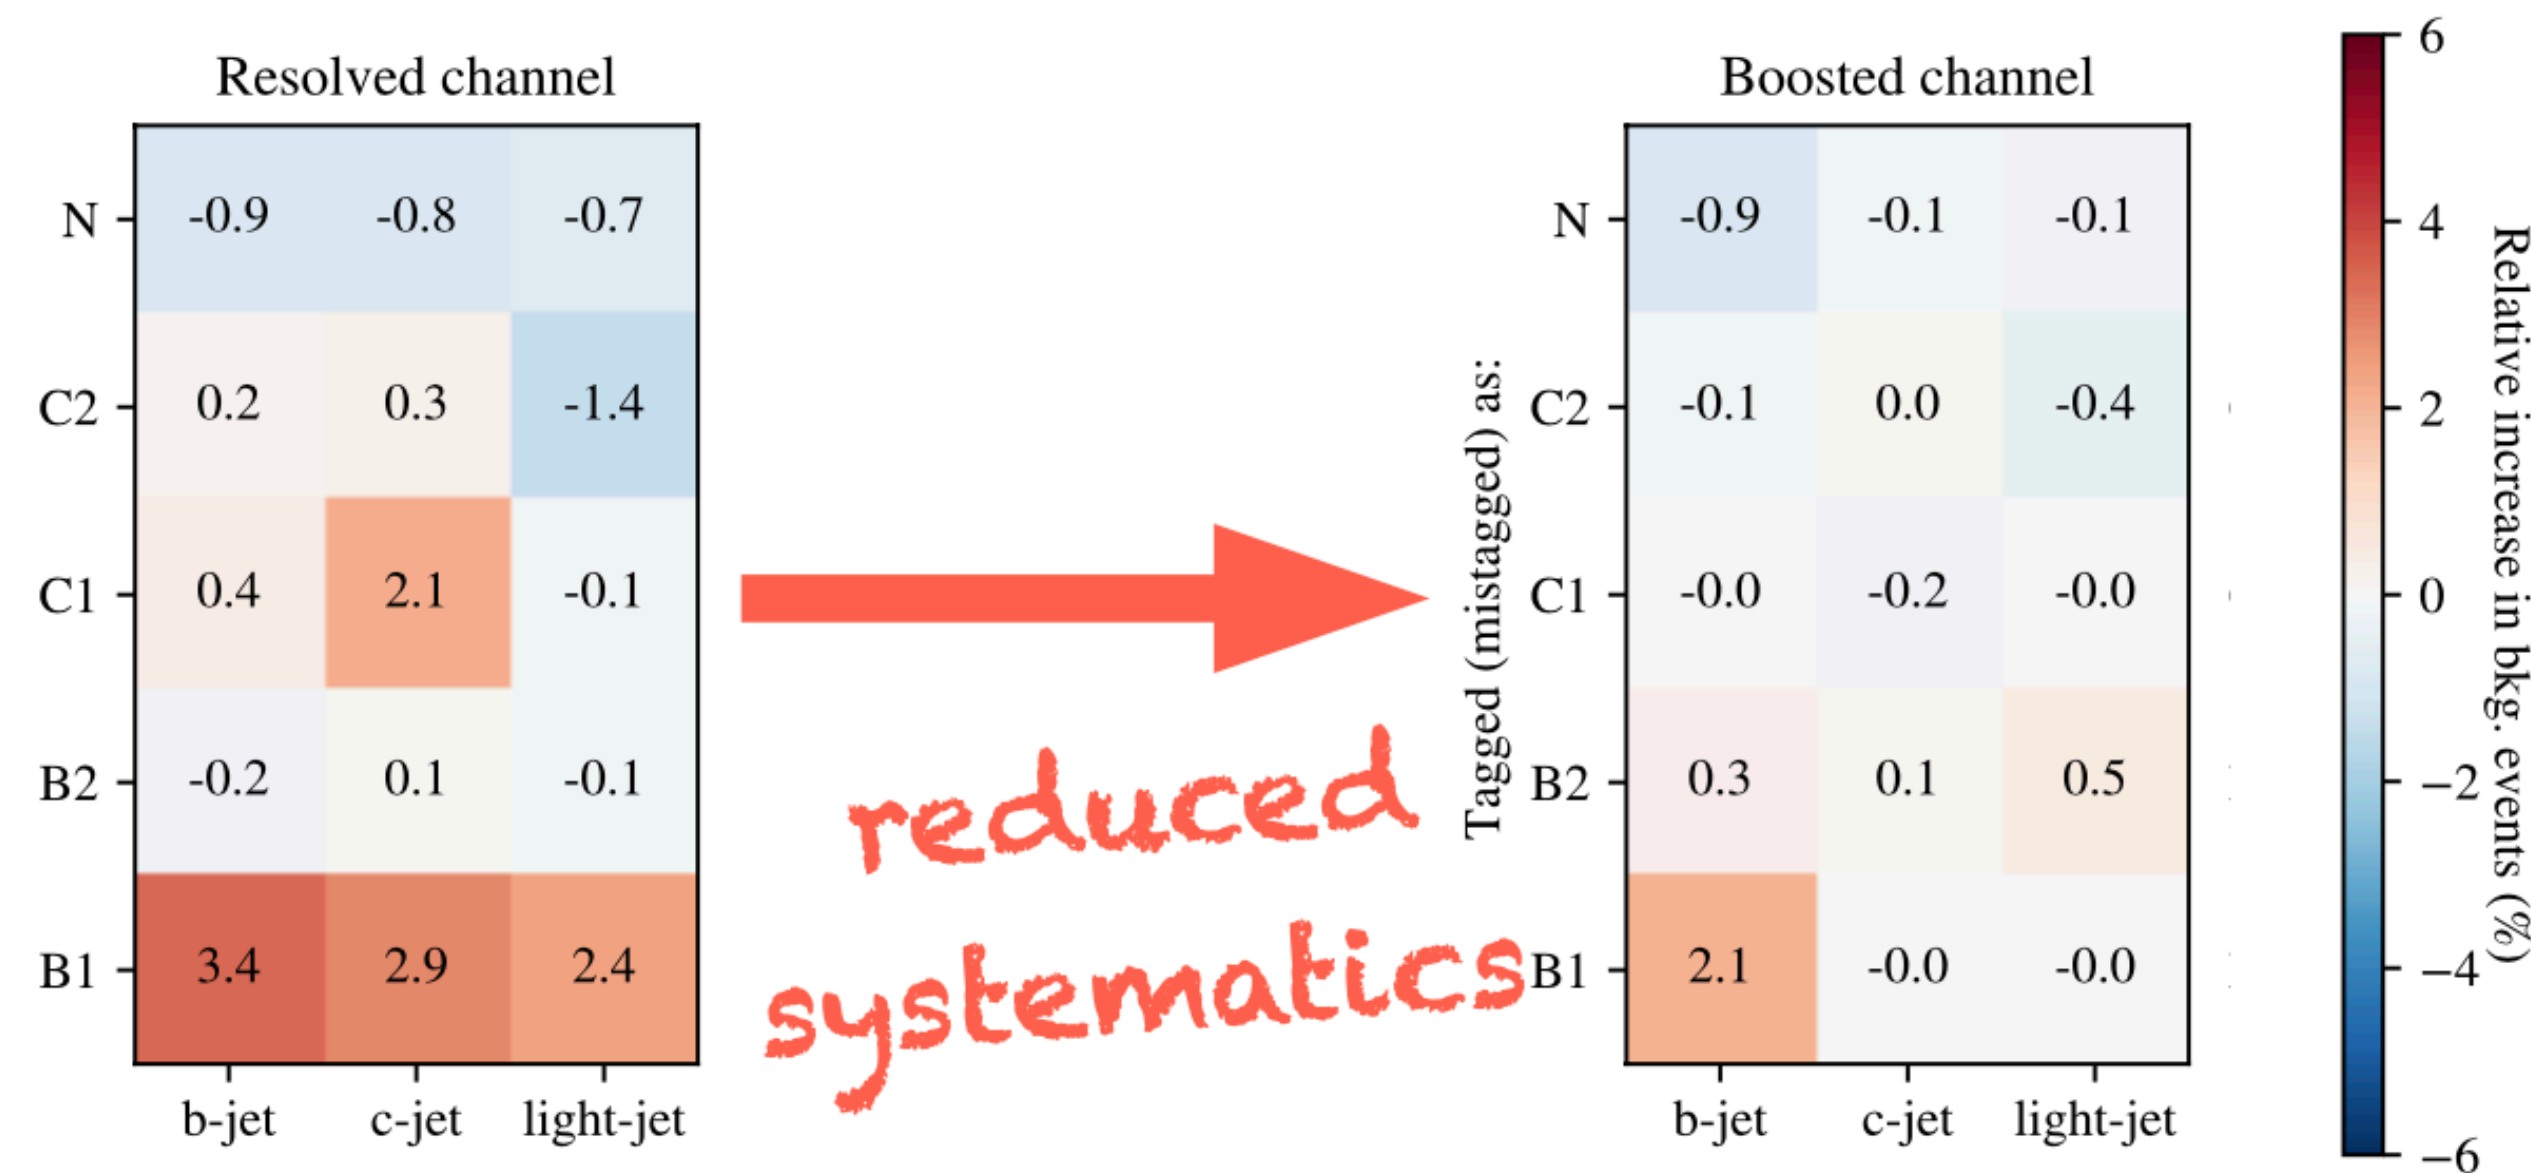 Resolved channel
N
-0.9 -0.8 -0.7
C2
0.2 0.3 -1.4
C1
0.4 2.1 -0.1
B2
-0.2 0.1 -0.1
B1
3.4 2.9 2.4
b-jet c-jet light-jet
reduced
systematics
Boosted channel
Tagged (mistagged) as:
N
-0.9 -0.1 -0.1
C2
-0.1 0.0 -0.4
C1
-0.0 -0.2 -0.0
B2
0.3 0.1 0.5
B1
2.1 -0.0 -0.0
b-jet c-jet light-jet
6
4
2
0
−2
−4
−6
Relative increase in bkg. events (%)